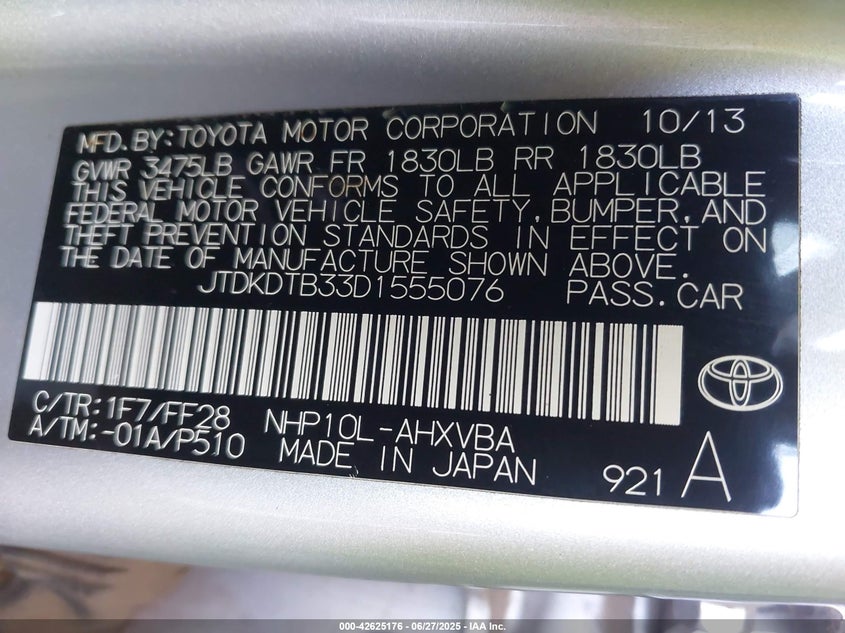 MFD. BY: TOYOTA MOTOR CORPORATION 10/13
GVWR 3475LB GAWR FR 1830LB RR 1830LB
THIS VEHICLE CONFORMS TO ALL APPLICABLE
FEDERAL MOTOR VEHICLE SAFETY, BUMPER, AND
THEFT PREVENTION STANDARDS IN EFFECT ON
THE DATE OF MANUFACTURE SHOWN ABOVE.
JTDKDTB33D1555076 PASS. CAR
C/TR: 1F7/FF28 NHP10L-AHXVBA
A/TM: -01A/P510 MADE IN JAPAN 921 A
000-42625176 - 06/27/2025 - IAA Inc.